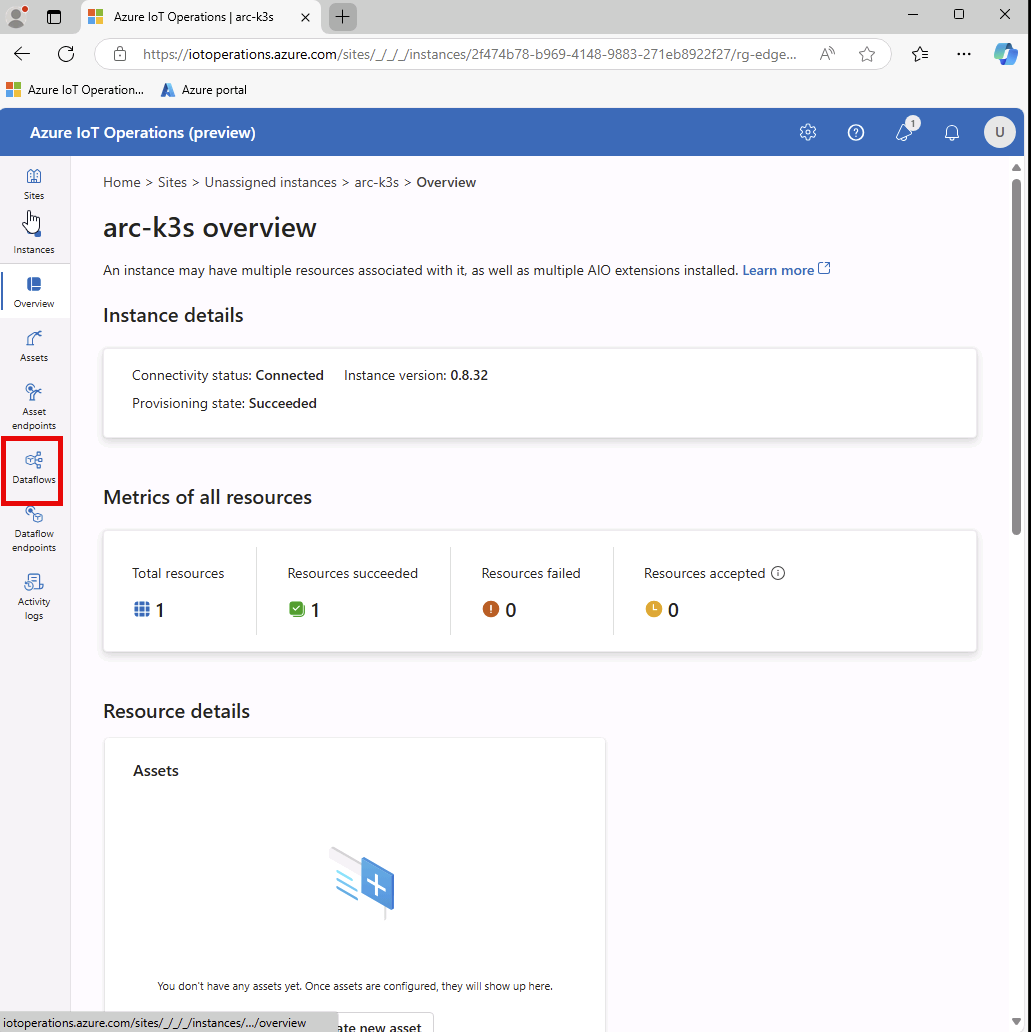 Azure IoT Operations | arc-k3s
https://iotoperations.azure.com/sites/_/_/_/instances/2f474b78-b969-4148-9883-271eb8922f27/rg-edge...
Azure IoT Operation...
Azure portal
Azure IoT Operations (preview)
1
U
Sites
Instances
Overview
Assets
Asset
endpoints
Dataflows
Dataflow
endpoints
Activity
logs
Home > Sites > Unassigned instances > arc-k3s > Overview
arc-k3s overview
An instance may have multiple resources associated with it, as well as multiple AIO extensions installed. Learn more
Instance details
Connectivity status: Connected Instance version: 0.8.32
Provisioning state: Succeeded
Metrics of all resources
Total resources
1
Resources succeeded
1
Resources failed
0
Resources accepted
0
Resource details
Assets
You don't have any assets yet. Once assets are configured, they will show up here.
ate new asset
iotoperations.azure.com/sites/_/_/_/instances/.../overview